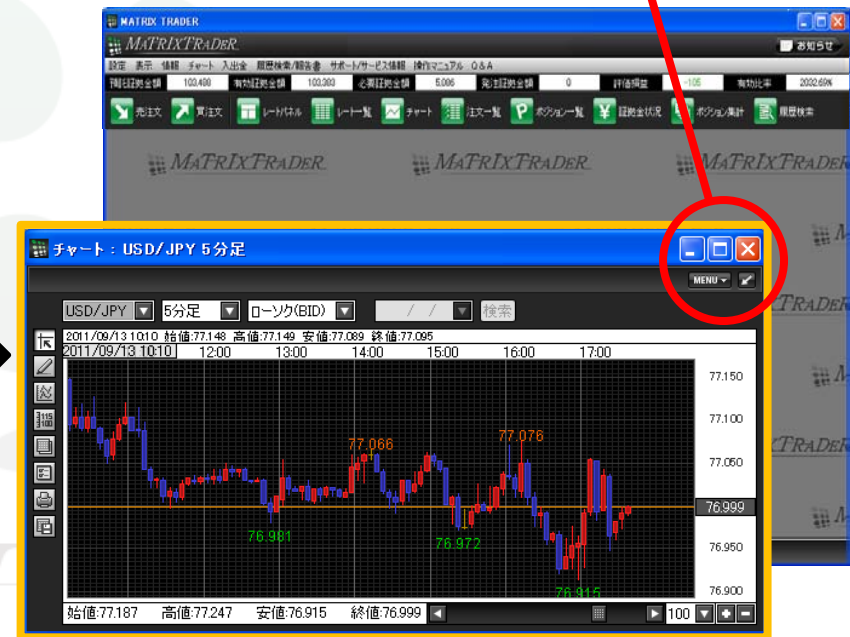 MATRIX TRADER
MATRIXTRADER
お知らせ
設定 表示 情報 チャート 入出金 履歴検索/報告書 サポート/サービス情報 操作マニュアル Q&A
預託証拠金額 103,488 有効証拠金額 103,383 必要証拠金額 5,086 発注証拠金額 0 評価損益 -105 有効比率 2032.69%
売注文 買注文 レートパネル レート一覧 チャート 注文一覧 ポジション一覧 証拠金状況 ポジション集計 履歴検索
MATRIXTRADER MATRIXTRADER MATRIXTRADER
チャート : USD/JPY 5分足
MENU
USD/JPY 5分足 ローソク(BID) / / 検索
2011/09/13 10:10 始値:77.148 高値:77.149 安値:77.089 終値:77.095
2011/09/13 10:10 12:00 13:00 14:00 15:00 16:00 17:00
77.150
77.100
77.066 77.076
77.050
76.999
76.981 76.972
76.950
76.915
76.900
始値:77.187 高値:77.247 安値:76.915 終値:76.999 100